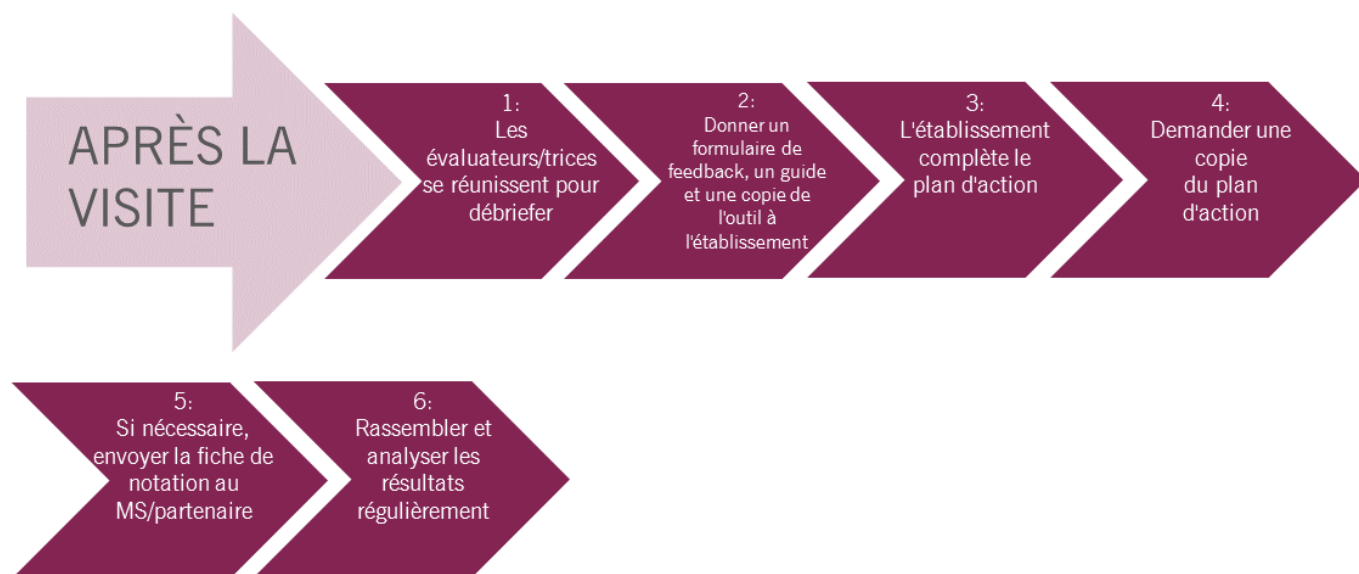 APRÈS LA
VISITE
1:
Les
évaluateurs/trices
se réunissent pour
débriefer
2:
Donner un
formulaire de
feedback, un guide
et une copie de
l'outil à
l'établissement
3:
L'établissement
complète le
plan d'action
4:
Demander une
copie
du plan
d'action
5:
Si nécessaire,
envoyer la fiche de
notation au
MS/partenaire
6:
Rassembler et
analyser les
résultats
régulièrement